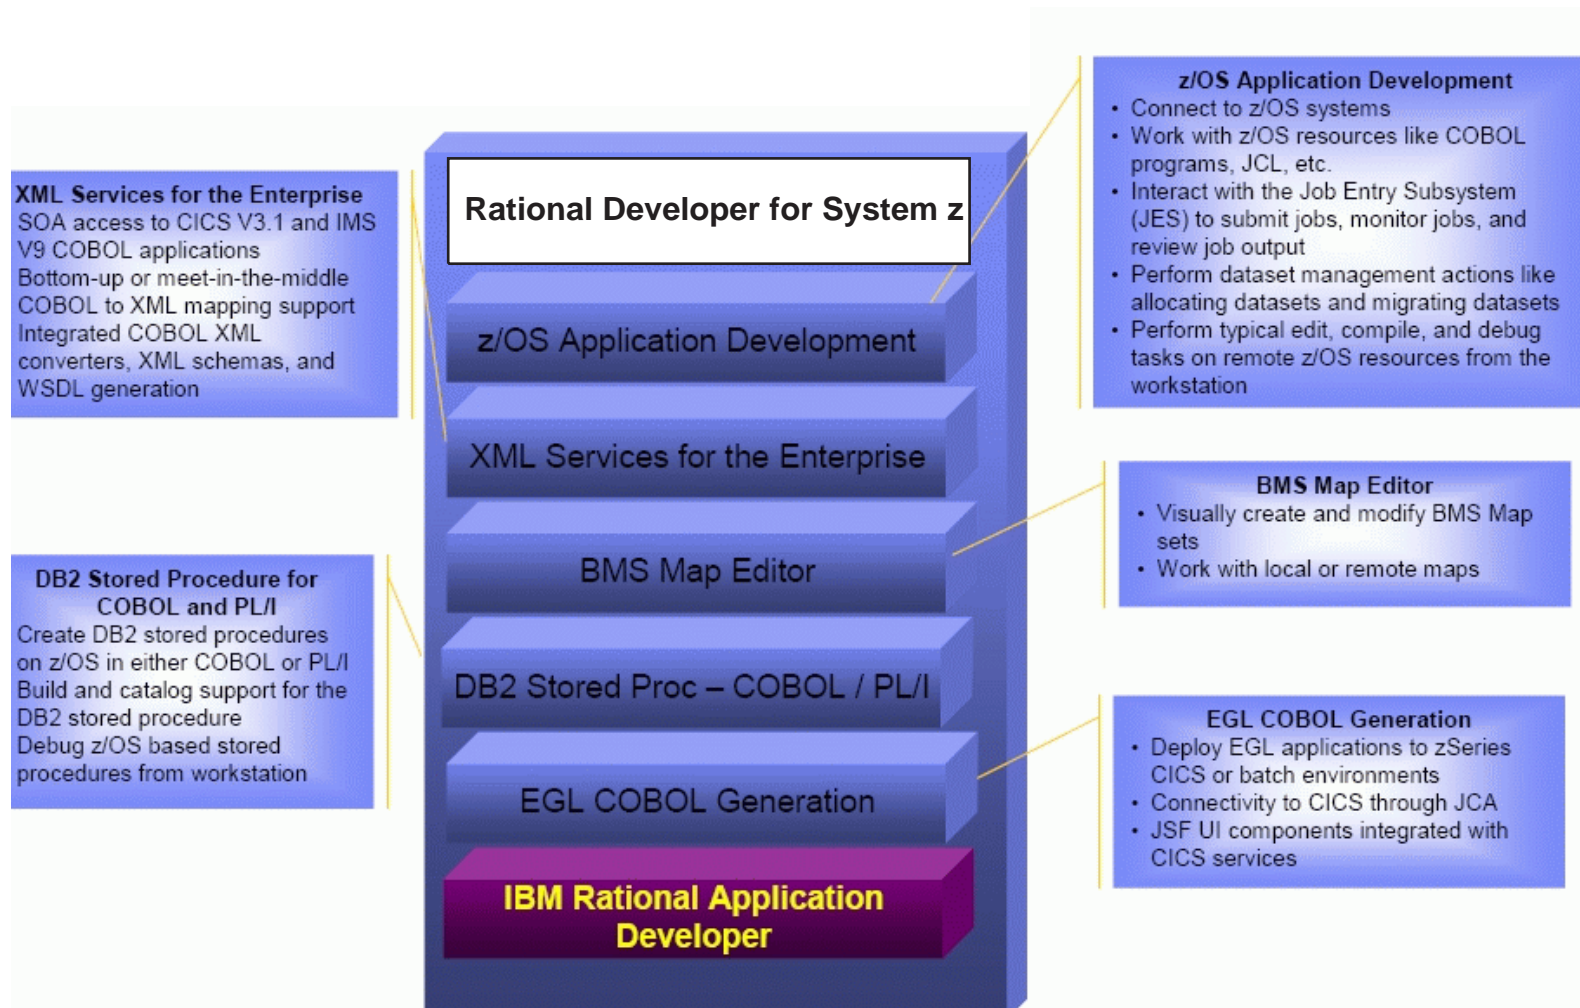 Rational Developer for System z
z/OS Application Development
XML Services for the Enterprise
BMS Map Editor
DB2 Stored Proc – COBOL / PL/I
EGL COBOL Generation
IBM Rational Application
Developer
XML Services for the Enterprise
SOA access to CICS V3.1 and IMS
V9 COBOL applications
Bottom-up or meet-in-the-middle
COBOL to XML mapping support
Integrated COBOL XML
converters, XML schemas, and
WSDL generation
DB2 Stored Procedure for
COBOL and PL/I
Create DB2 stored procedures
on z/OS in either COBOL or PL/I
Build and catalog support for the
DB2 stored procedure
Debug z/OS based stored
procedures from workstation
z/OS Application Development
• Connect to z/OS systems
• Work with z/OS resources like COBOL
programs, JCL, etc.
• Interact with the Job Entry Subsystem
(JES) to submit jobs, monitor jobs, and
review job output
• Perform dataset management actions like
allocating datasets and migrating datasets
• Perform typical edit, compile, and debug
tasks on remote z/OS resources from the
workstation
BMS Map Editor
• Visually create and modify BMS Map
sets
• Work with local or remote maps
EGL COBOL Generation
• Deploy EGL applications to zSeries
CICS or batch environments
• Connectivity to CICS through JCA
• JSF UI components integrated with
CICS services